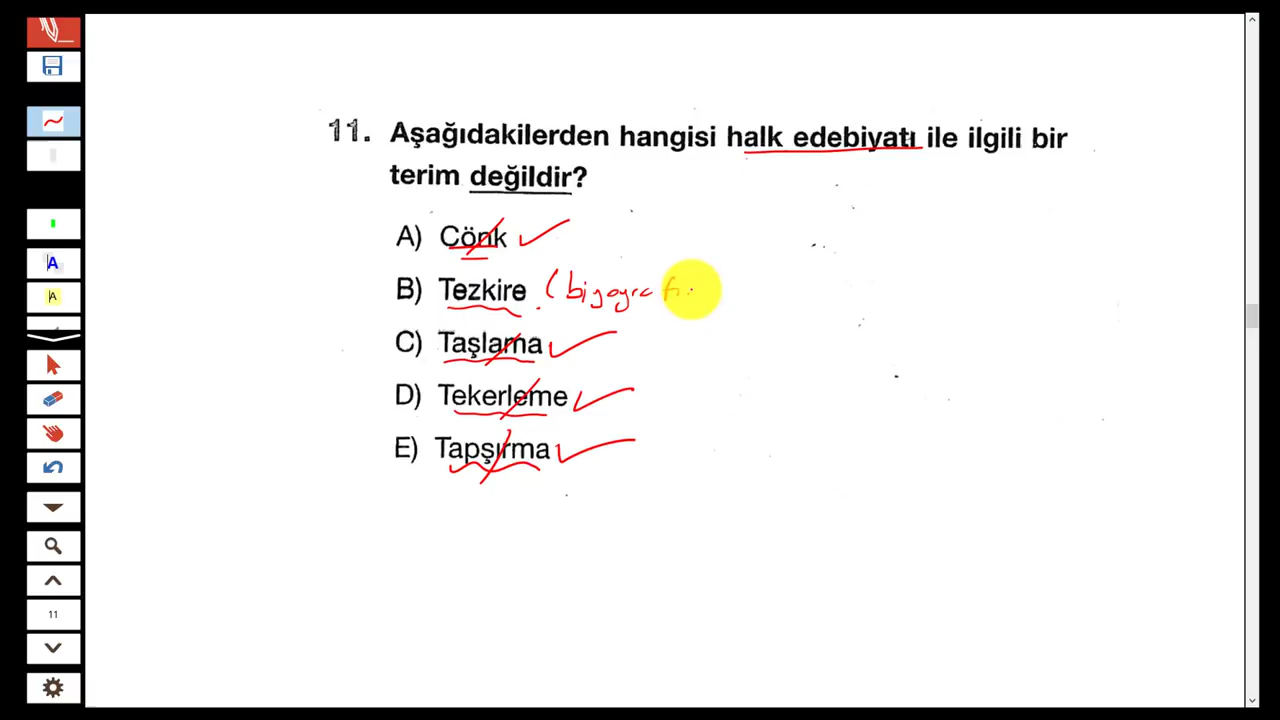 11. Aşağıdakilerden hangisi halk edebiyatı ile ilgili bir
terim değildir?
A) Cönk
B) Tezkire (biyografi
C) Taşlama
D) Tekerleme
E) Tapşırma
A
A
11